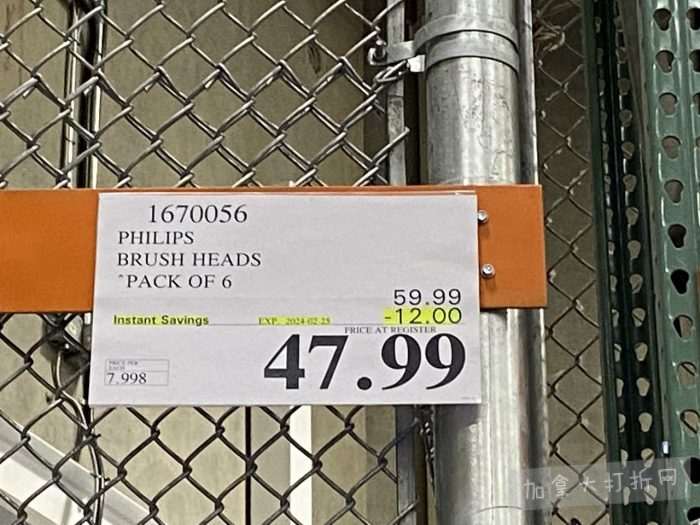 1670056
PHILIPS
BRUSH HEADS
^PACK OF 6
59.99
Instant Savings EXP. 2024-02-25 -12.00
PRICE AT REGISTER
47.99
PRICE PER
EACH
7.998
加拿大打折网